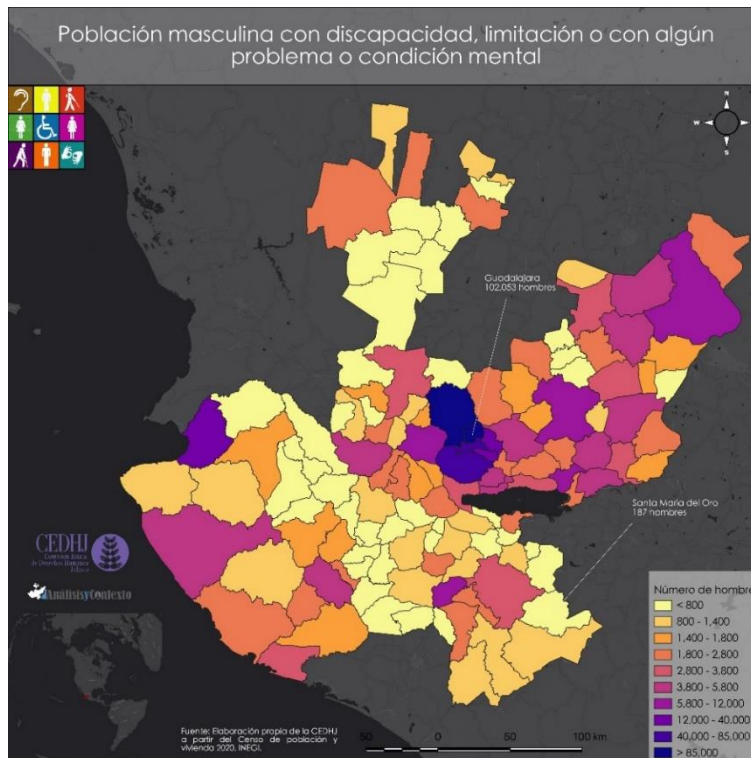 Población masculina con discapacidad, limitación o con algún
problema o condición mental
N
W
E
S
Guadalajara
102,053 hombres
Santa María del Oro
187 hombres
CEDHJ
AnálisisyContexto
Número de hombre
< 800
800 - 1,400
1,400 - 1,800
1,800 - 2,800
2,800 - 3,800
3,800 - 5,800
5,800 - 12,000
12,000 - 40,000
40,000 - 85,000
> 85,000
Fuente: Elaboración propia de la CEDHJ
a partir del Censo de población y
vivienda 2020, INEGI.
50 0 50 100 km